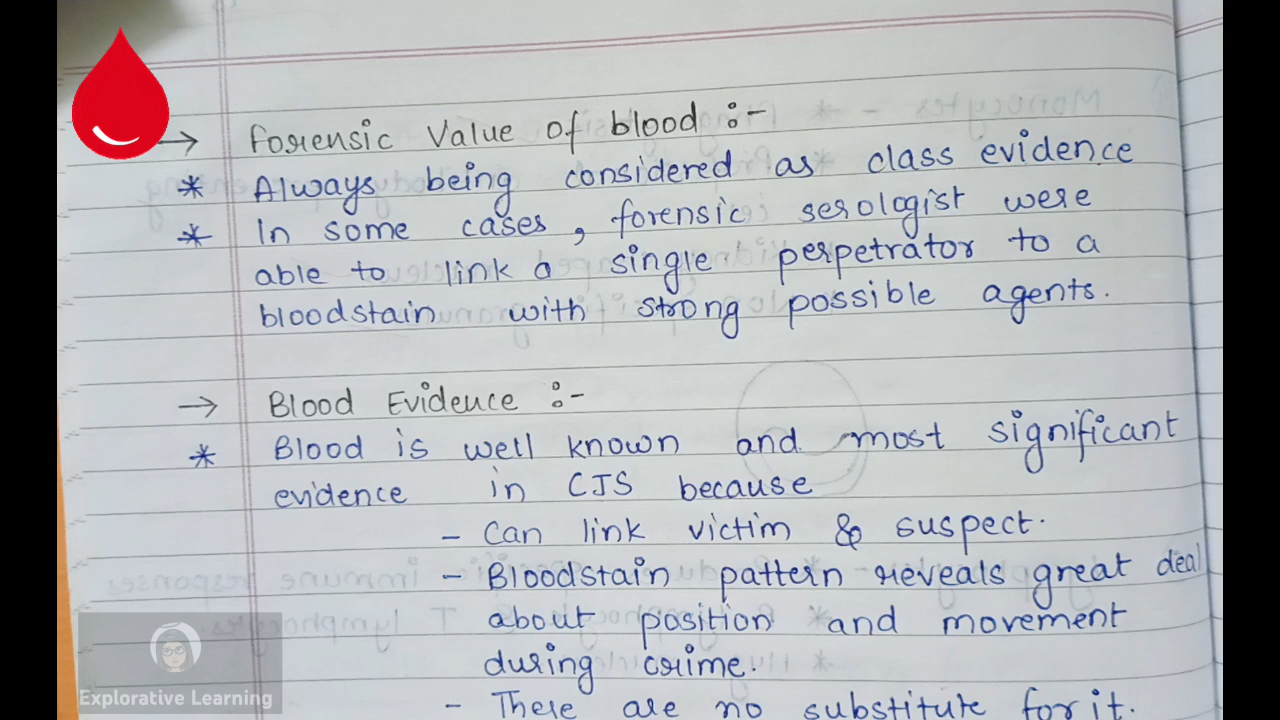 → Forensic Value of blood :-
* Always being considered as class evidence
* In some cases, forensic serologist were
able to link a single perpetrator to a
bloodstain with strong possible agents.
→ Blood Evidence :-
* Blood is well known and most significant
evidence in CJS because
- Can link victim & suspect.
- Bloodstain pattern reveals great deal
about position and movement
during crime.
- There are no substitute for it.
Explorative Learning